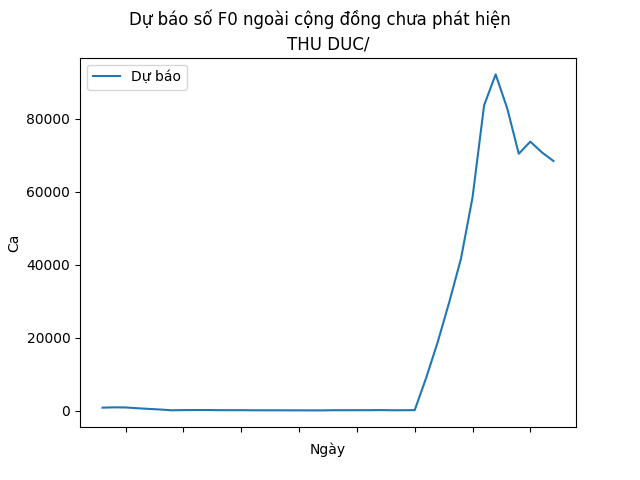 Dự báo số F0 ngoài cộng đồng chưa phát hiện
THU DUC/
Dự báo
80000
60000
40000
20000
0
Ca
Ngày